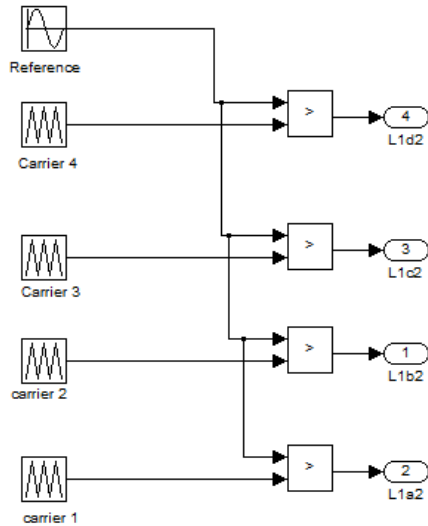 Reference
>
4
L1d2
Carrier 4
>
3
L1c2
Carrier 3
>
1
L1b2
carrier 2
>
2
L1a2
carrier 1